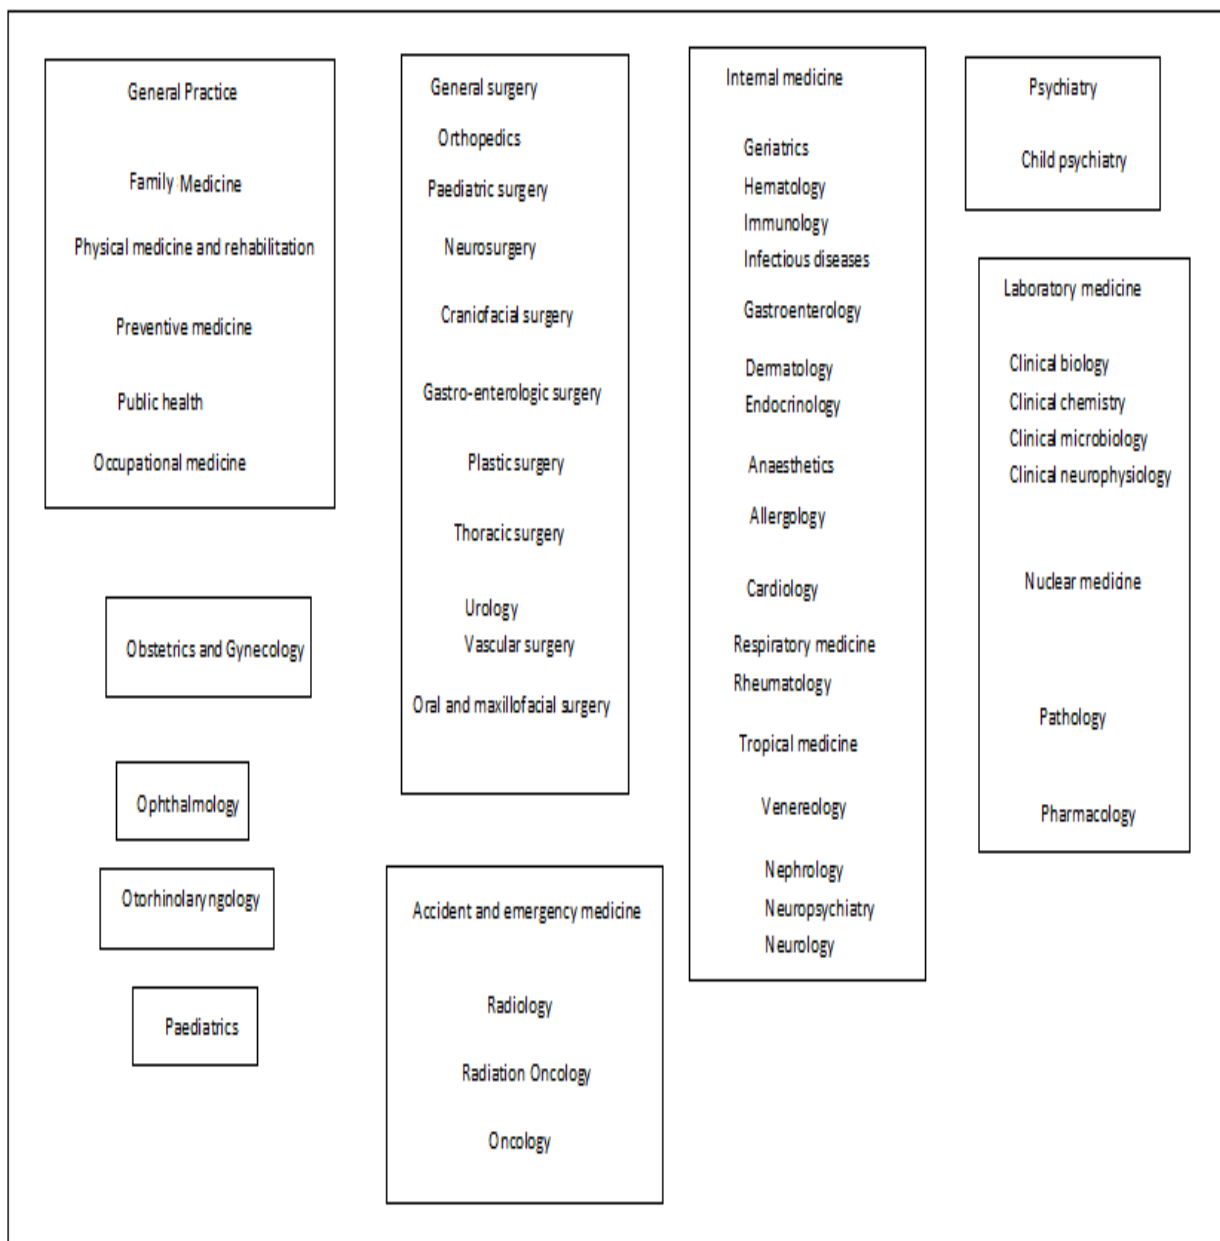 General Practice
Family Medicine
Physical medicine and rehabilitation
Preventive medicine
Public health
Occupational medicine
Obstetrics and Gynecology
Ophthalmology
Otorhinolaryngology
Paediatrics
General surgery
Orthopedics
Paediatric surgery
Neurosurgery
Craniofacial surgery
Gastro-enterologic surgery
Plastic surgery
Thoracic surgery
Urology
Vascular surgery
Oral and maxillofacial surgery
Accident and emergency medicine
Radiology
Radiation Oncology
Oncology
Internal medicine
Geriatrics
Hematology
Immunology
Infectious diseases
Gastroenterology
Dermatology
Endocrinology
Anaesthetics
Allergology
Cardiology
Respiratory medicine
Rheumatology
Tropical medicine
Venereology
Nephrology
Neuropsychiatry
Neurology
Psychiatry
Child psychiatry
Laboratory medicine
Clinical biology
Clinical chemistry
Clinical microbiology
Clinical neurophysiology
Nuclear medicine
Pathology
Pharmacology